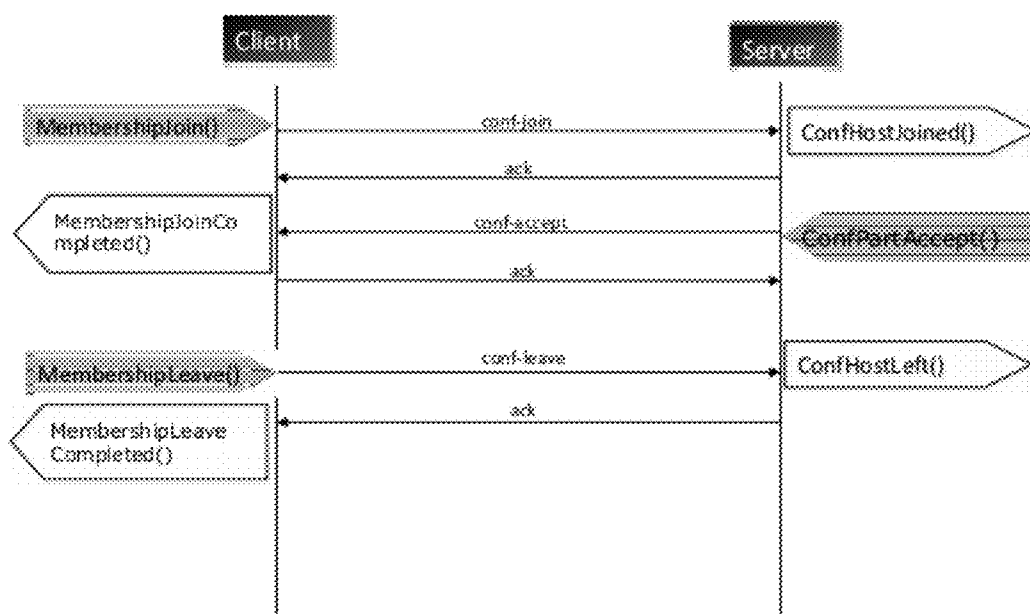 Client
Server
MembershipJoin()
conf-join
ConfHostJoined()
ack
MembershipJoinCo
mpleted()
conf-accept
ConfPartAccept()
ack
MembershipLeave()
conf-leave
ConfHostLeft()
ack
MembershipLeave
Completed()